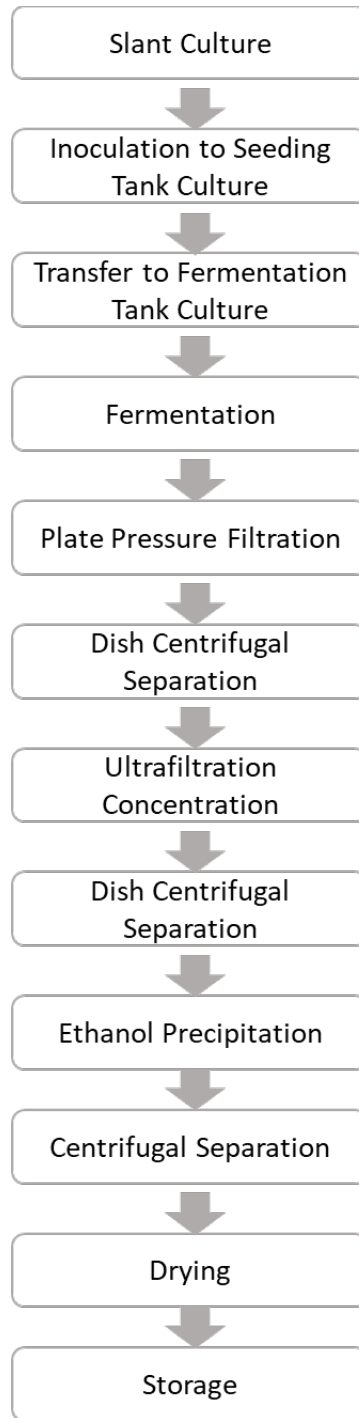 Slant Culture
Inoculation to Seeding
Tank Culture
Transfer to Fermentation
Tank Culture
Fermentation
Plate Pressure Filtration
Dish Centrifugal
Separation
Ultrafiltration
Concentration
Dish Centrifugal
Separation
Ethanol Precipitation
Centrifugal Separation
Drying
Storage